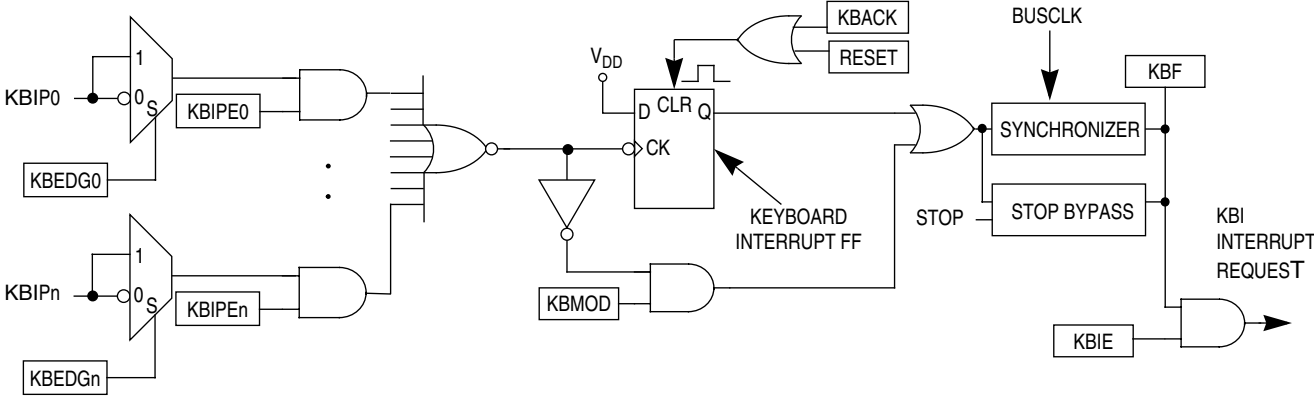 KBIP0
1
0
S
KBIPE0
KBEDG0
KBIPn
1
0
S
KBIPEn
KBEDGn
VDD
D
CLR
Q
CK
KEYBOARD
INTERRUPT FF
KBACK
RESET
KBMOD
BUSCLK
SYNCHRONIZER
STOP BYPASS
STOP
KBF
KBI
INTERRUPT
REQUEST
KBIE